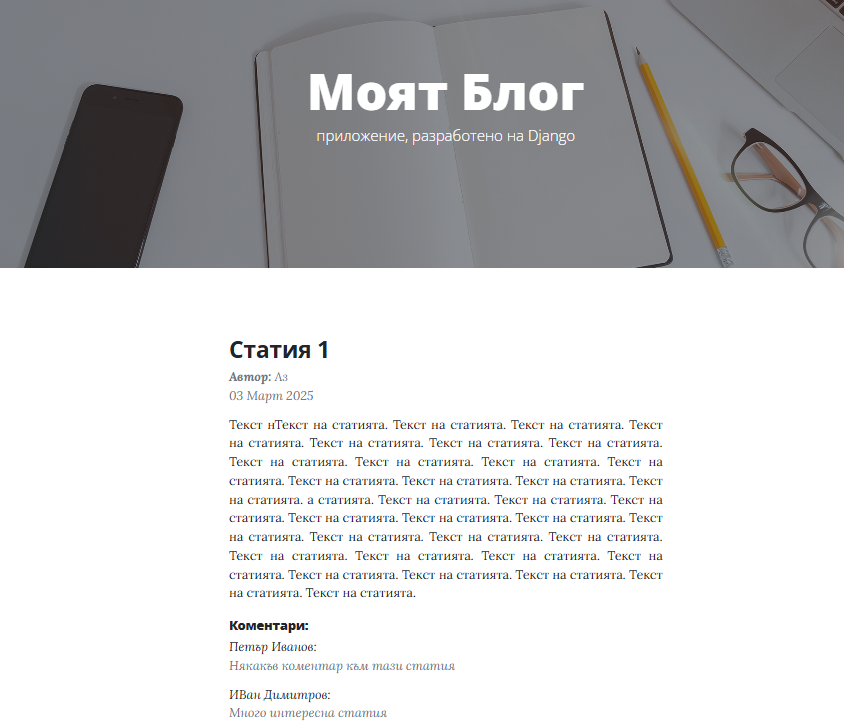 Моят Блог
приложение, разработено на Django
Статия 1
Автор: Аз
03 Март 2025
Текст нТекст на статията. Текст на статията. Текст на статията. Текст
на статията. Текст на статията. Текст на статията. Текст на статията.
Текст на статията. Текст на статията. Текст на статията. Текст на
статията. Текст на статията. Текст на статията. Текст на статията. Текст
на статията. а статията. Текст на статията. Текст на статията. Текст на
статията. Текст на статията. Текст на статията. Текст на статията. Текст
на статията. Текст на статията. Текст на статията. Текст на статията.
Текст на статията. Текст на статията. Текст на статията. Текст на
статията. Текст на статията. Текст на статията. Текст на статията. Текст
на статията. Текст на статията.
Коментари:
Петър Иванов:
Някакъв коментар към тази статия
ИВан Димитров:
Много интересна статия